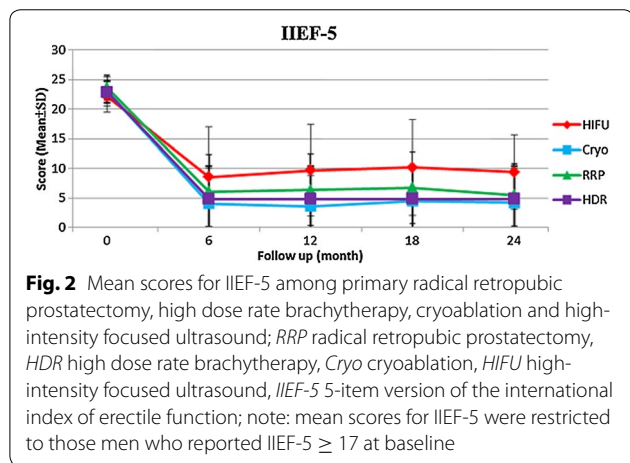 IIEF-5
30
25
20
15
10
5
0
Score (Mean±SD)
0 6 12 18 24
Follow up (month)
HIFU
Cryo
RRP
HDR
Fig. 2 Mean scores for IIEF-5 among primary radical retropubic
prostatectomy, high dose rate brachytherapy, cryoablation and high-
intensity focused ultrasound; RRP radical retropubic prostatectomy,
HDR high dose rate brachytherapy, Cryo cryoablation, HIFU high-
intensity focused ultrasound, IIEF-5 5-item version of the international
index of erectile function; note: mean scores for IIEF-5 were restricted
to those men who reported IIEF-5 ≥ 17 at baseline